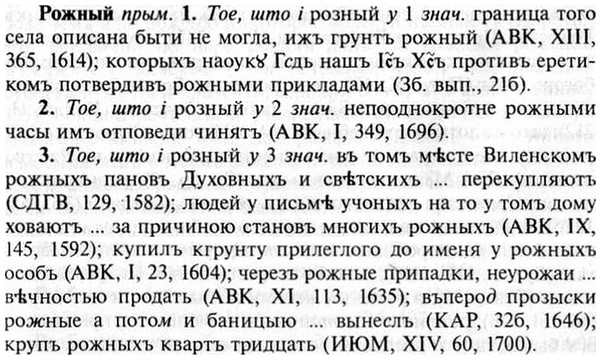 Рожный прым. 1. Тое, што і розный у 1 знач. граница того
села описана быти не могла, ижъ грунтъ рожный (АВК, XIII,
365, 1614); которыхъ наоукꙋ Гсдь нашъ Іс҃ъ Хс҃ъ противъ ерети-
комъ потвердивъ рожными прикладами (Зб. вып., 21б).
2. Тое, што і розный у 2 знач. непооднокротне рожными
часы имъ отповеди чинятъ (АВК, I, 349, 1696).
3. Тое, што і розный у 3 знач. въ томъ мѣсте Виленскомъ
рожныхъ пановъ Духовныхъ и свѣтскихъ ... перекупляютъ
(СДГВ, 129, 1582); людей у письмѣ учоныхъ на то у томъ дому
ховаютъ ... за причиною становъ многихъ рожныхъ (АВК, IX,
145, 1592); купилъ кгрунту прилеглого до именя у рожныхъ
особъ (АВК, I, 23, 1604); черезъ рожные припадки, неурожаи ...
вѣчностью продать (АВК, XI, 113, 1635); въперод прозыски
рожные а потом и баницыю ... вынеслъ (КАР, 32б, 1646);
крупъ рожныхъ квартъ тридцать (ИЮМ, XIV, 60, 1700).